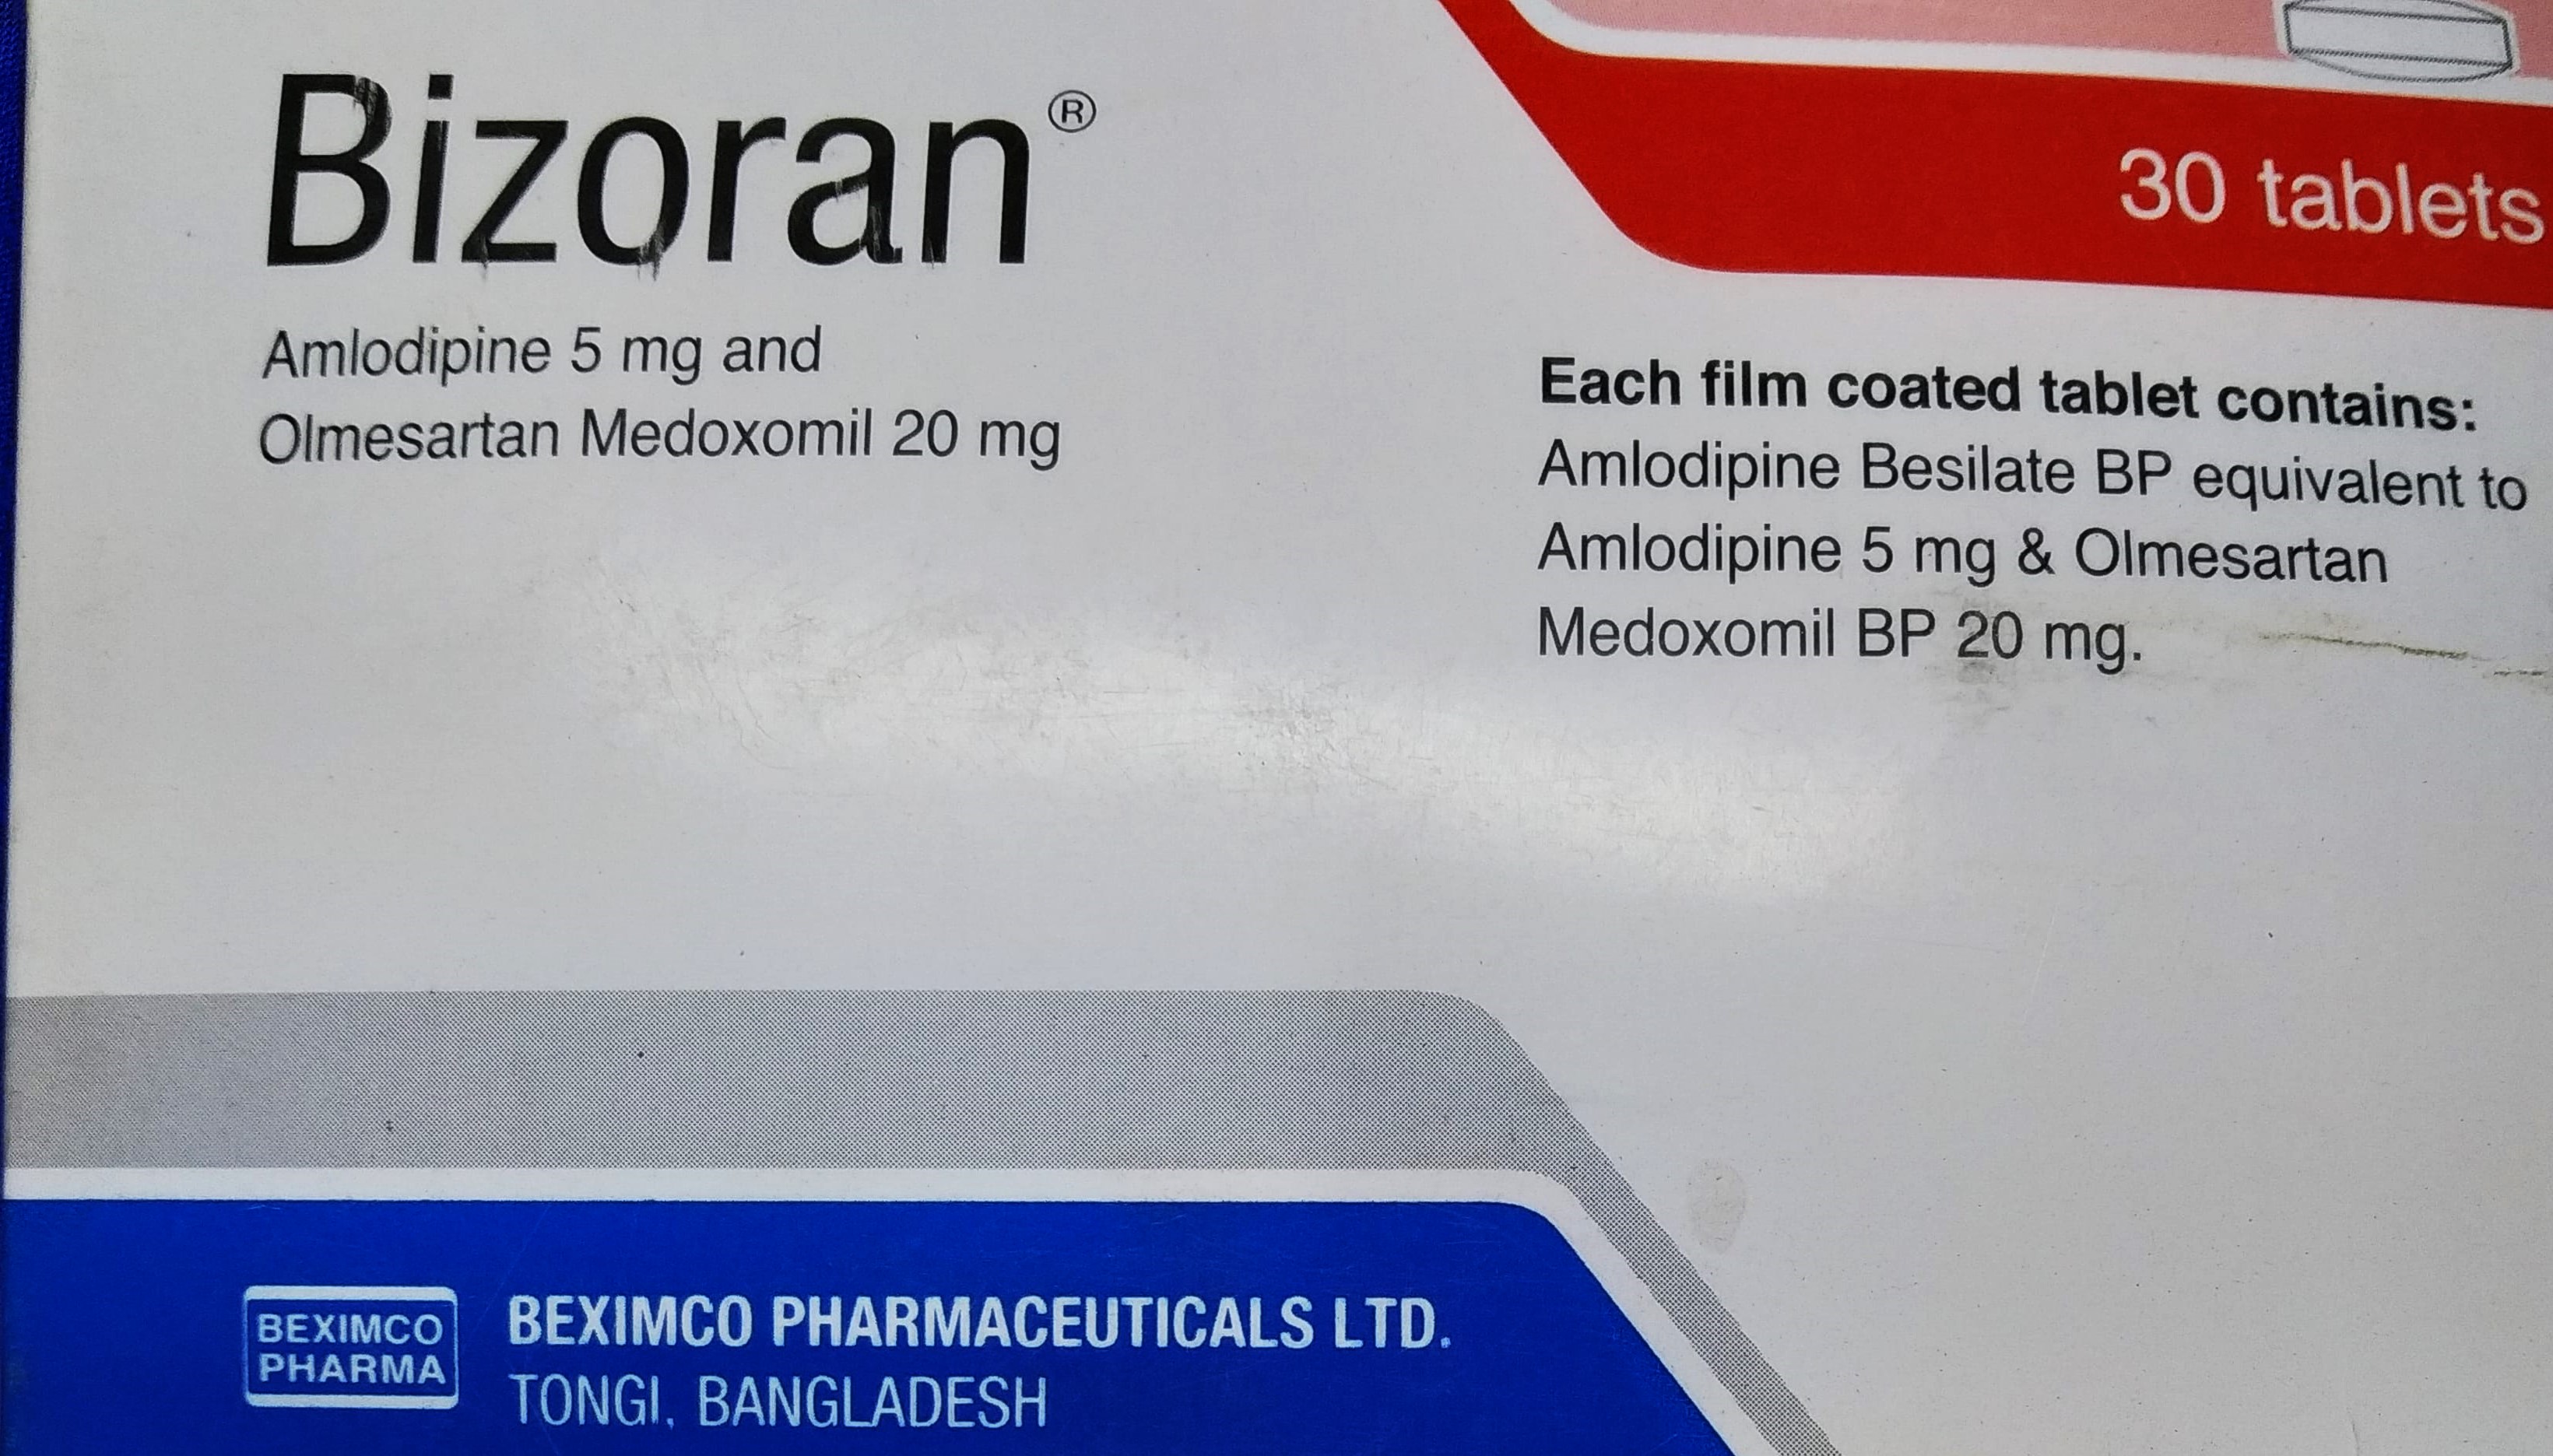 Bizoran®
Amlodipine 5 mg and
Olmesartan Medoxomil 20 mg
30 tablets
Each film coated tablet contains:
Amlodipine Besilate BP equivalent to
Amlodipine 5 mg & Olmesartan
Medoxomil BP 20 mg.
BEXIMCO
PHARMA
BEXIMCO PHARMACEUTICALS LTD.
TONGI, BANGLADESH